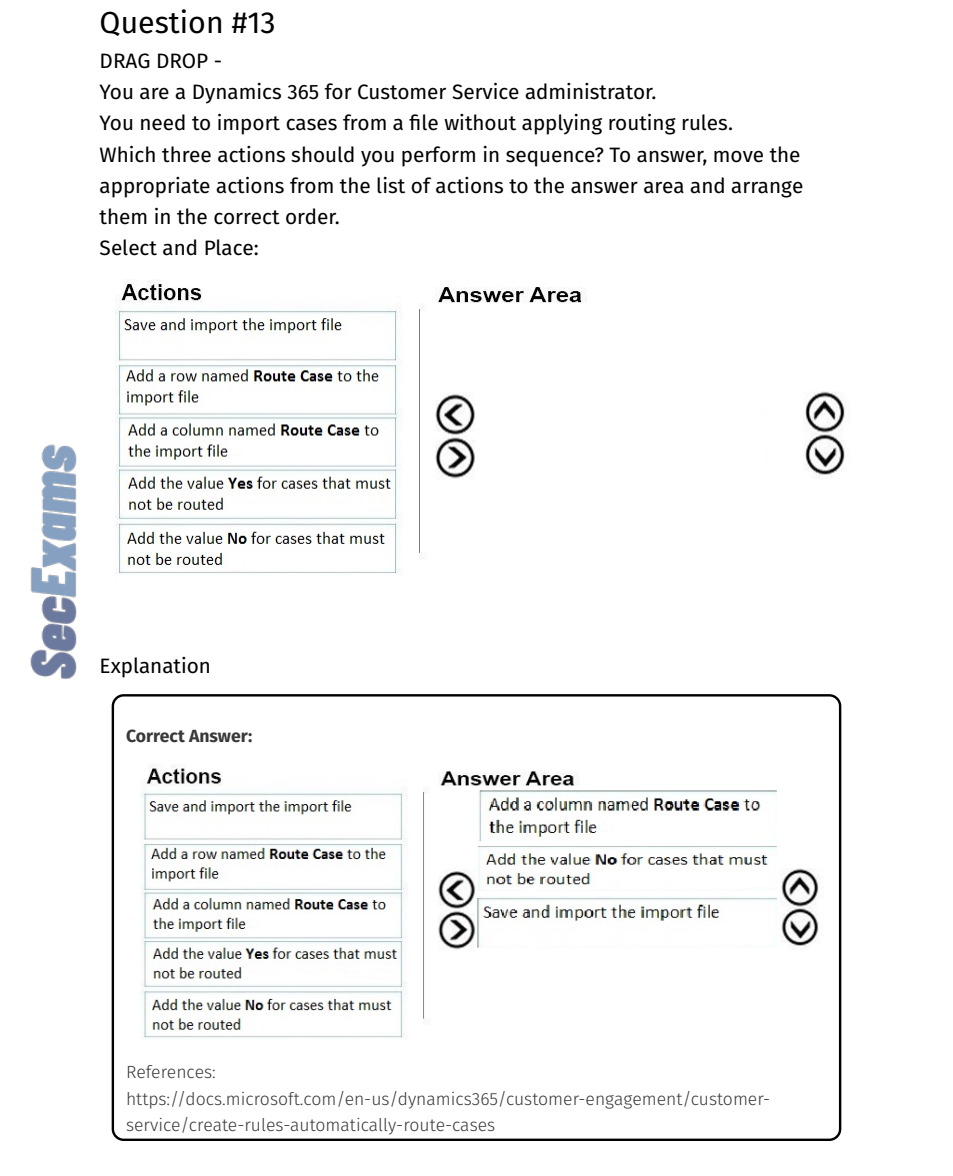 Question #13
DRAG DROP -
You are a Dynamics 365 for Customer Service administrator.
You need to import cases from a file without applying routing rules.
Which three actions should you perform in sequence? To answer, move the
appropriate actions from the list of actions to the answer area and arrange
them in the correct order.
Select and Place:
Actions
Save and import the import file
Add a row named Route Case to the
import file
Add a column named Route Case to
the import file
Add the value Yes for cases that must
not be routed
Add the value No for cases that must
not be routed
Answer Area
SecExams
Explanation
Correct Answer:
Actions
Save and import the import file
Add a row named Route Case to the
import file
Add a column named Route Case to
the import file
Add the value Yes for cases that must
not be routed
Add the value No for cases that must
not be routed
Answer Area
Add a column named Route Case to
the import file
Add the value No for cases that must
not be routed
Save and import the import file
References:
https://docs.microsoft.com/en-us/dynamics365/customer-engagement/customer-
service/create-rules-automatically-route-cases